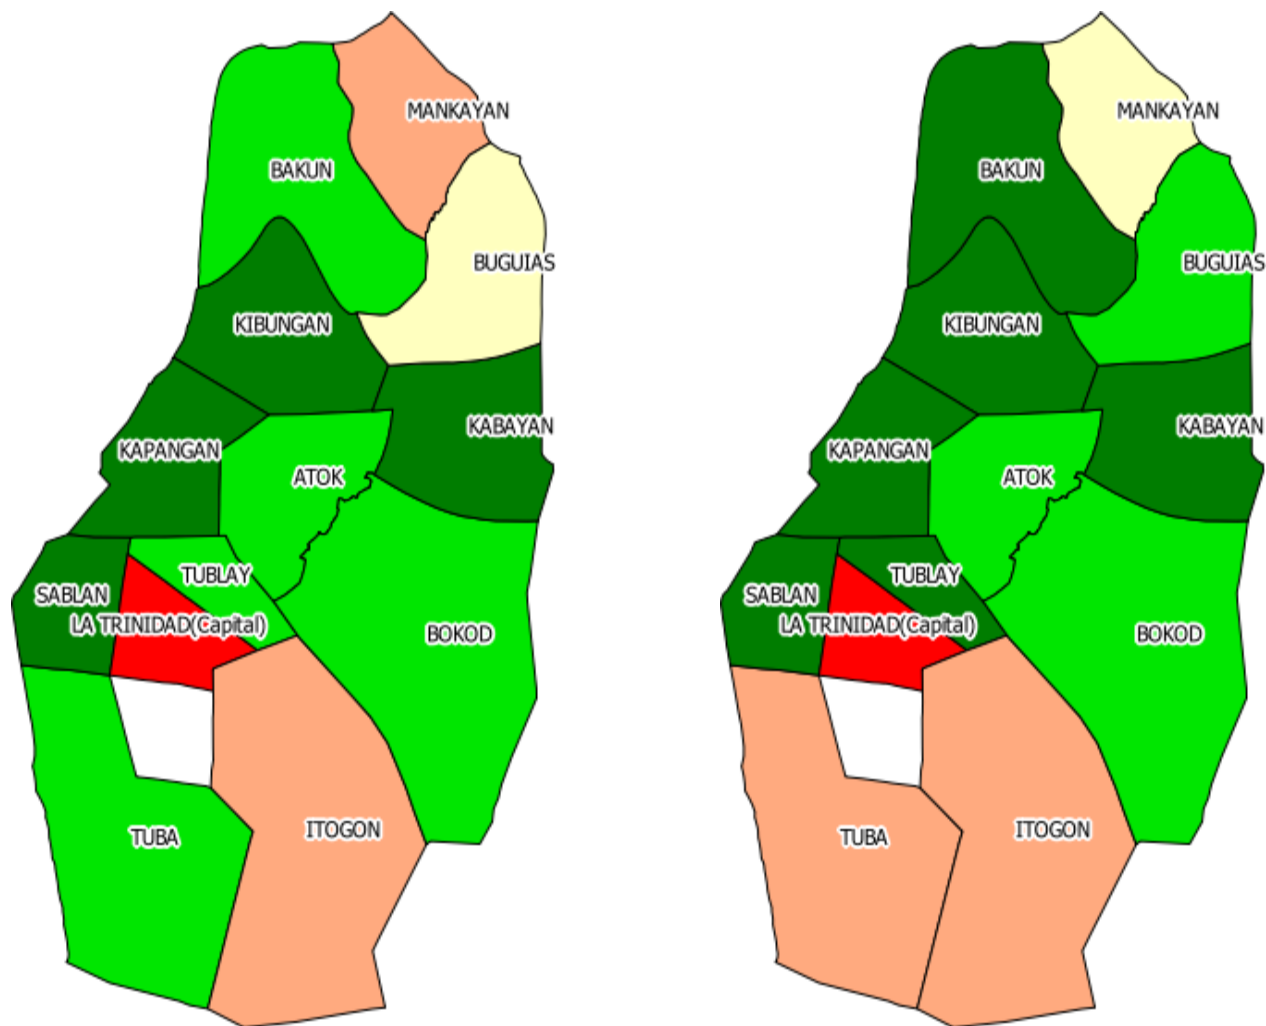 MANKAYAN
BAKUN
BUGUIAS
KIBUNGAN
KABAYAN
KAPANGAN
ATOK
TUBLAY
SABLAN
LA TRINIDAD(Capital)
BOKOD
TUBA
ITOGON
MANKAYAN
BAKUN
BUGUIAS
KIBUNGAN
KABAYAN
KAPANGAN
ATOK
TUBLAY
SABLAN
LA TRINIDAD(Capital)
BOKOD
TUBA
ITOGON